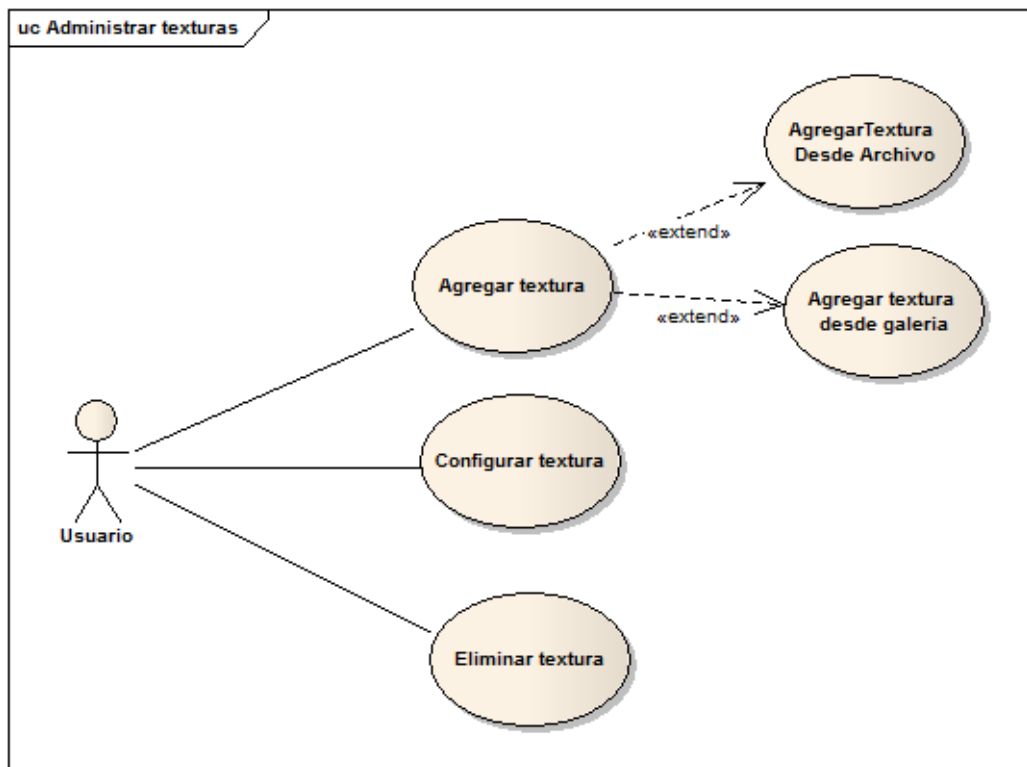 uc Administrar texturas
AgregarTextura
Desde Archivo
«extend»
Agregar textura
«extend»
Agregar textura
desde galeria
Configurar textura
Usuario
Eliminar textura